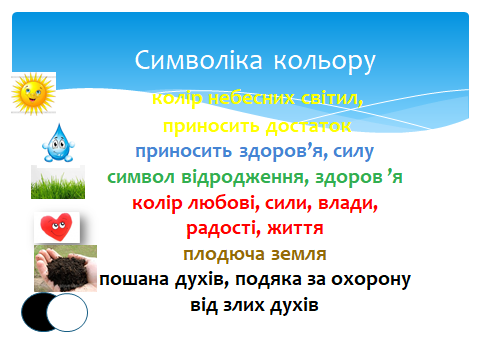 Символіка кольору
колір небесних світил,
приносить достаток
приносить здоров’я, силу
символ відродження, здоров ’я
колір любові, сили, влади,
радості, життя
плодюча земля
пошана духів, подяка за охорону
від злих духів